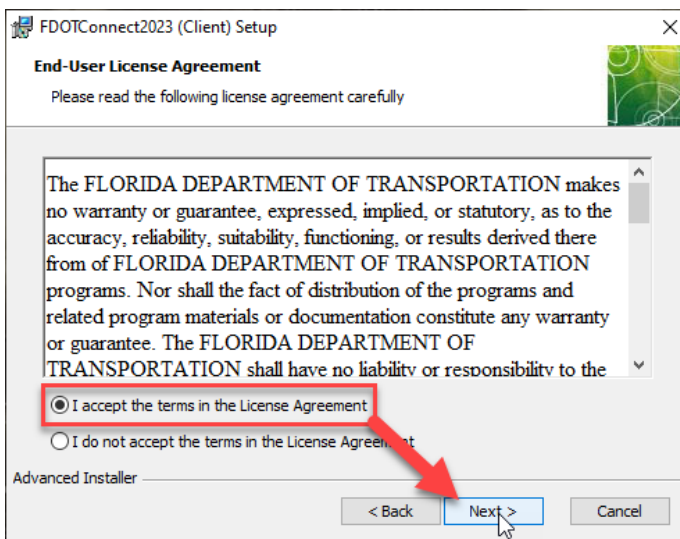 FDOTConnect2023 (Client) Setup
End-User License Agreement
Please read the following license agreement carefully
The FLORIDA DEPARTMENT OF TRANSPORTATION makes
no warranty or guarantee, expressed, implied, or statutory, as to the
accuracy, reliability, suitability, functioning, or results derived there
from of FLORIDA DEPARTMENT OF TRANSPORTATION
programs. Nor shall the fact of distribution of the programs and
related program materials or documentation constitute any warranty
or guarantee. The FLORIDA DEPARTMENT OF
TRANSPORTATION shall have no liability or responsibility to the
I accept the terms in the License Agreement
I do not accept the terms in the License Agreement
Advanced Installer
< Back Next > Cancel